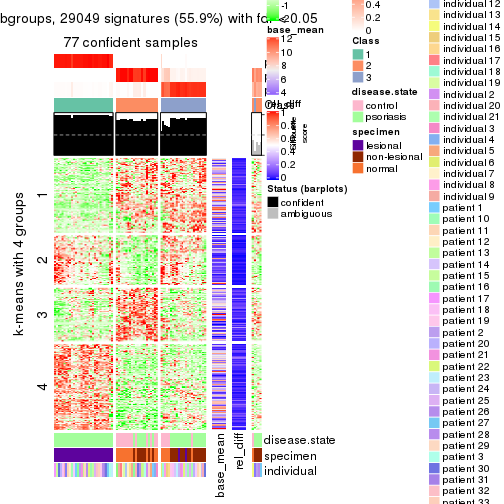 bgroups, 29049 signatures (55.9%) with fdr < 0.05
77 confident samples
k-means with 4 groups
1
2
3
4
disease.state
specimen
individual
base_mean
rel_diff
-1
-2
base_mean
12
10
8
6
4
rel_diff
1
0.8
0.6
0.4
0.2
0
Silhouette
score
Status (barplots)
confident
ambiguous
0.4
0.2
0
Class
1
2
3
disease.state
control
psoriasis
specimen
lesional
non-lesional
normal
individual 12
individual 13
individual 14
individual 15
individual 16
individual 17
individual 18
individual 19
individual 2
individual 20
individual 21
individual 3
individual 4
individual 5
individual 6
individual 7
individual 8
individual 9
patient 1
patient 10
patient 11
patient 12
patient 13
patient 14
patient 15
patient 16
patient 17
patient 18
patient 19
patient 2
patient 20
patient 21
patient 22
patient 23
patient 24
patient 25
patient 26
patient 27
patient 28
patient 29
patient 3
patient 30
patient 31
patient 32
patient 33